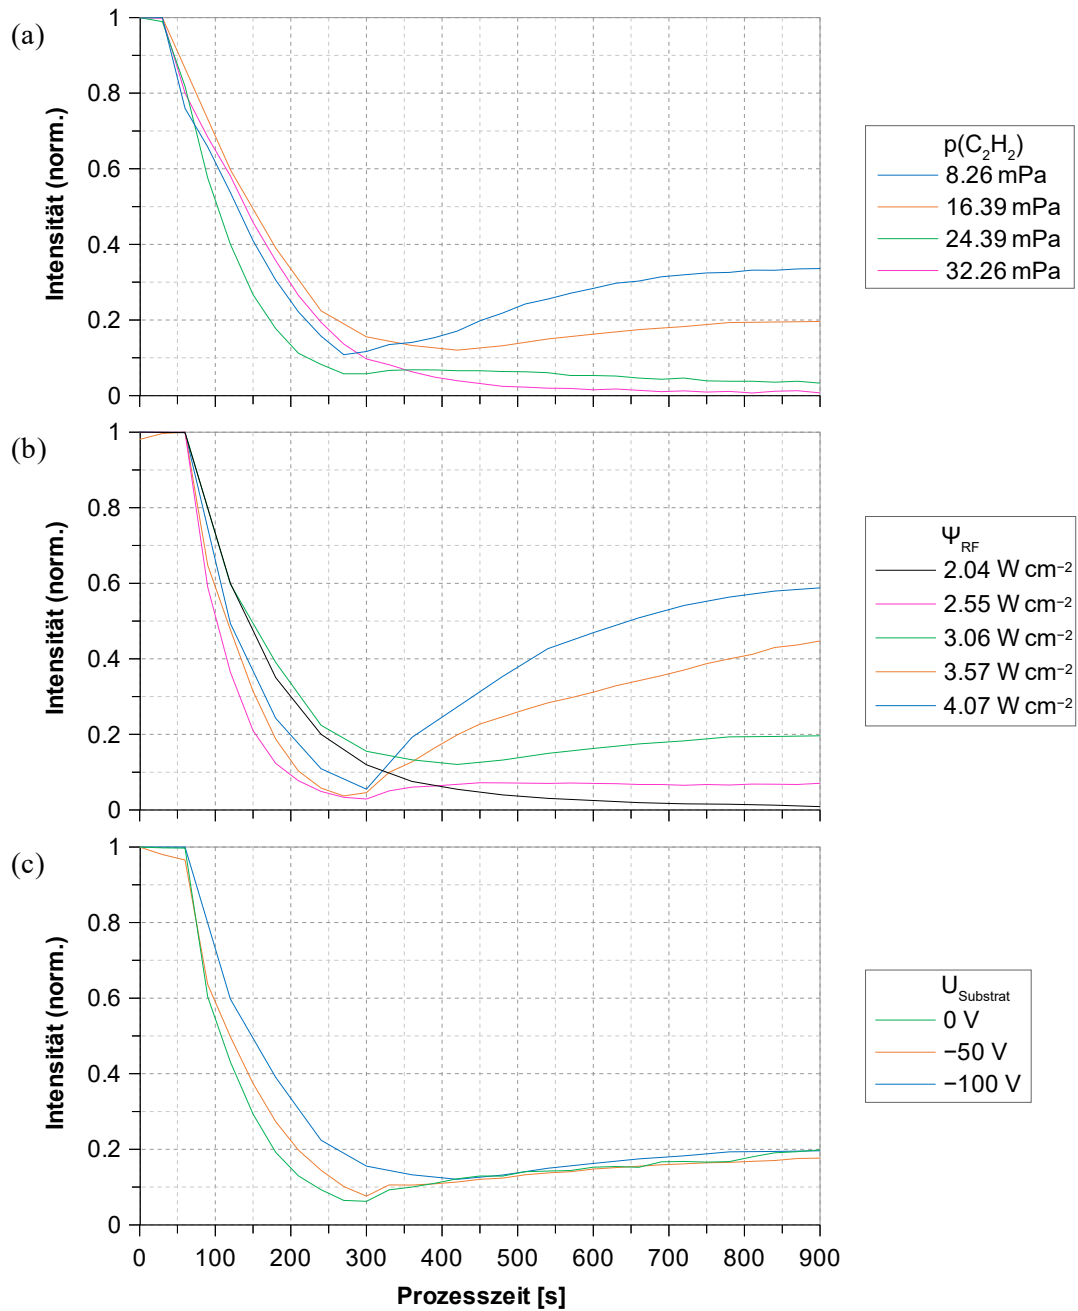 (a)
Intensität (norm.)
1
0.8
0.6
0.4
0.2
0
p(C₂H₂)
8.26 mPa
16.39 mPa
24.39 mPa
32.26 mPa
(b)
Intensität (norm.)
1
0.8
0.6
0.4
0.2
0
Ψ_RF
2.04 W cm⁻²
2.55 W cm⁻²
3.06 W cm⁻²
3.57 W cm⁻²
4.07 W cm⁻²
(c)
Intensität (norm.)
1
0.8
0.6
0.4
0.2
0
U_Substrat
0 V
−50 V
−100 V
0 100 200 300 400 500 600 700 800 900
Prozesszeit [s]